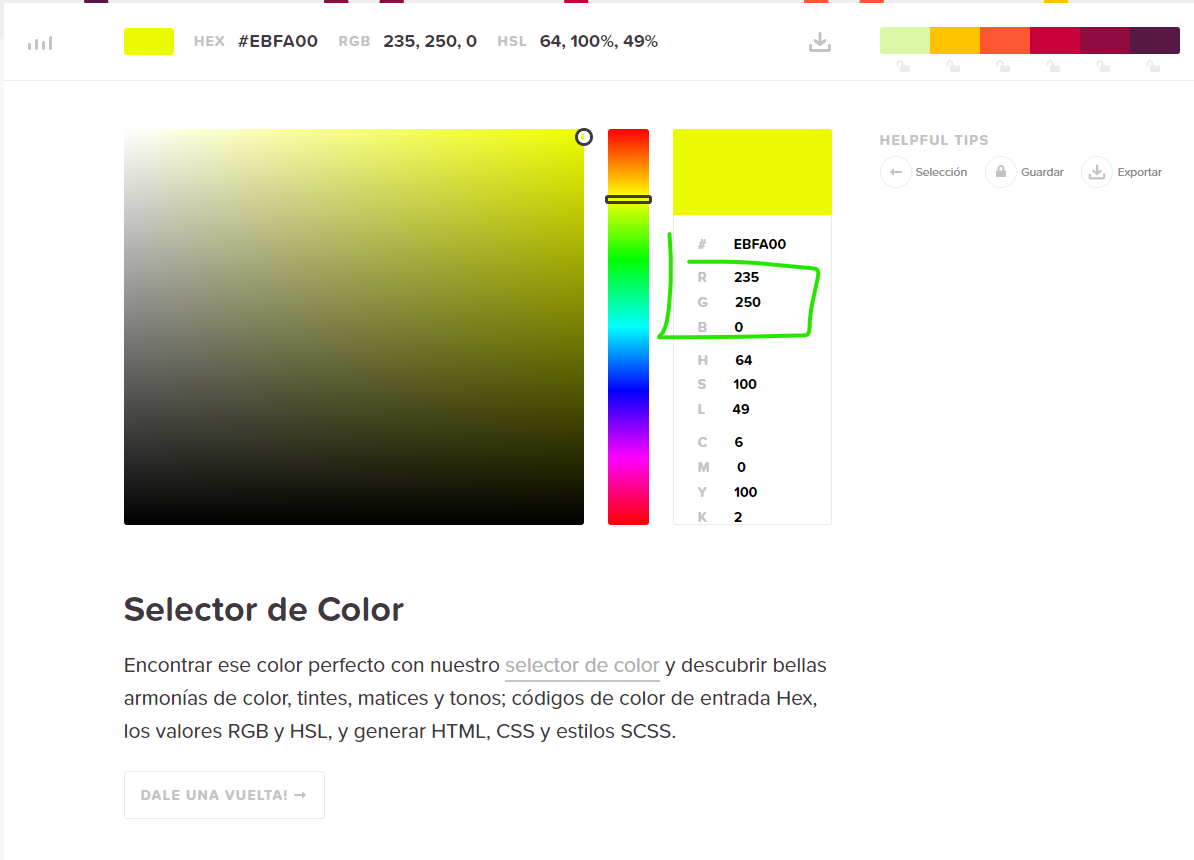 HEX #EBFA00 RGB 235, 250, 0 HSL 64, 100%, 49%
HELPFUL TIPS
Selección Guardar Exportar
# EBFA00
R 235
G 250
B 0
H 64
S 100
L 49
C 6
M 0
Y 100
K 2
Selector de Color
Encontrar ese color perfecto con nuestro selector de color y descubrir bellas
armonías de color, tintes, matices y tonos; códigos de color de entrada Hex,
los valores RGB y HSL, y generar HTML, CSS y estilos SCSS.
DALE UNA VUELTA! →